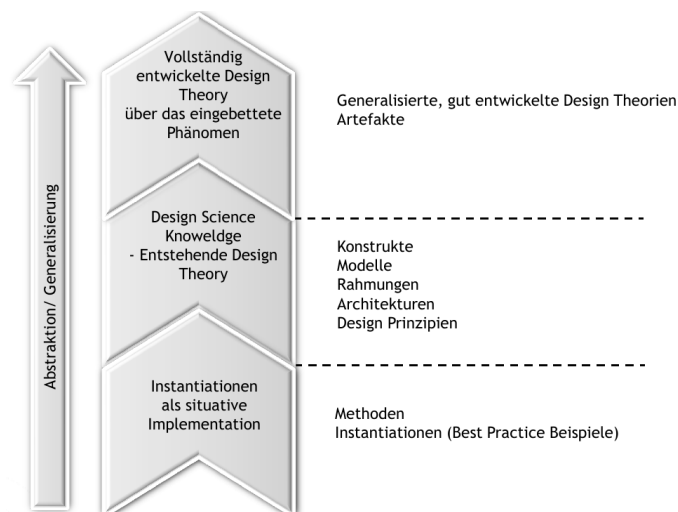 Abstraktion/ Generalisierung
Vollständig
entwickelte Design
Theory
über das eingebettete
Phänomen
Generalisierte, gut entwickelte Design Theorien
Artefakte
Design Science
Knoweldge
- Entstehende Design
Theory
Konstrukte
Modelle
Rahmungen
Architekturen
Design Prinzipien
Instantiationen
als situative
Implementation
Methoden
Instantiationen (Best Practice Beispiele)